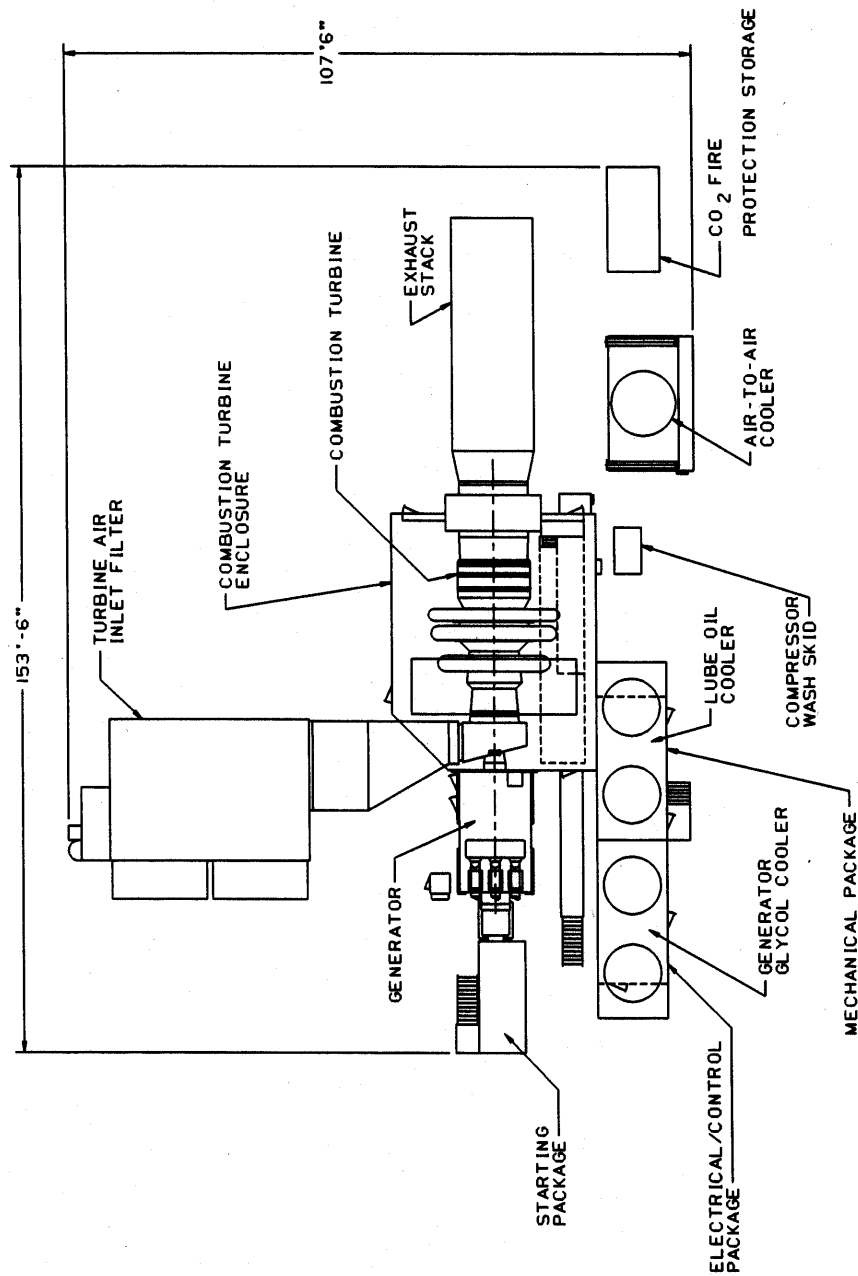 153'-6"
107'6"
TURBINE AIR
INLET FILTER
COMBUSTION TURBINE
ENCLOSURE
COMBUSTION TURBINE
EXHAUST
STACK
GENERATOR
STARTING
PACKAGE
CO2 FIRE
PROTECTION STORAGE
AIR-TO-AIR
COOLER
COMPRESSOR
WASH SKID
LUBE OIL
COOLER
GENERATOR
GLYCOL COOLER
MECHANICAL PACKAGE
ELECTRICAL/CONTROL
PACKAGE